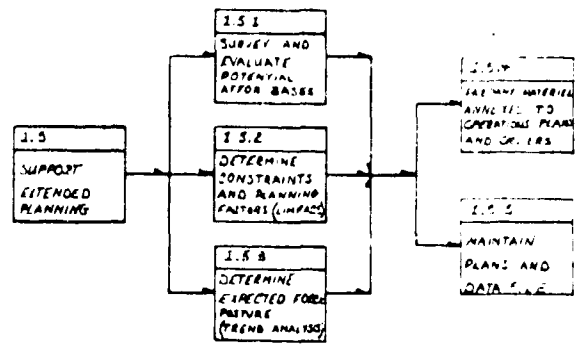 1.5.1
SURVEY AND
EVALUATE
POTENTIAL
AFFOR BASES
1.5
SUPPORT
EXTENDED
PLANNING
1.5.2
DETERMINE
CONSTRAINTS
AND PLANNING
FACTORS (LIMFACS)
1.5.3
DETERMINE
EXPECTED FORCE
POSTURE
(TREND ANALYSIS)
1.5.4
MATERIEL
ANNEXES TO
OPERATIONS PLANS
AND ORDERS
1.5.5
MAINTAIN
PLANS AND
DATA FILE